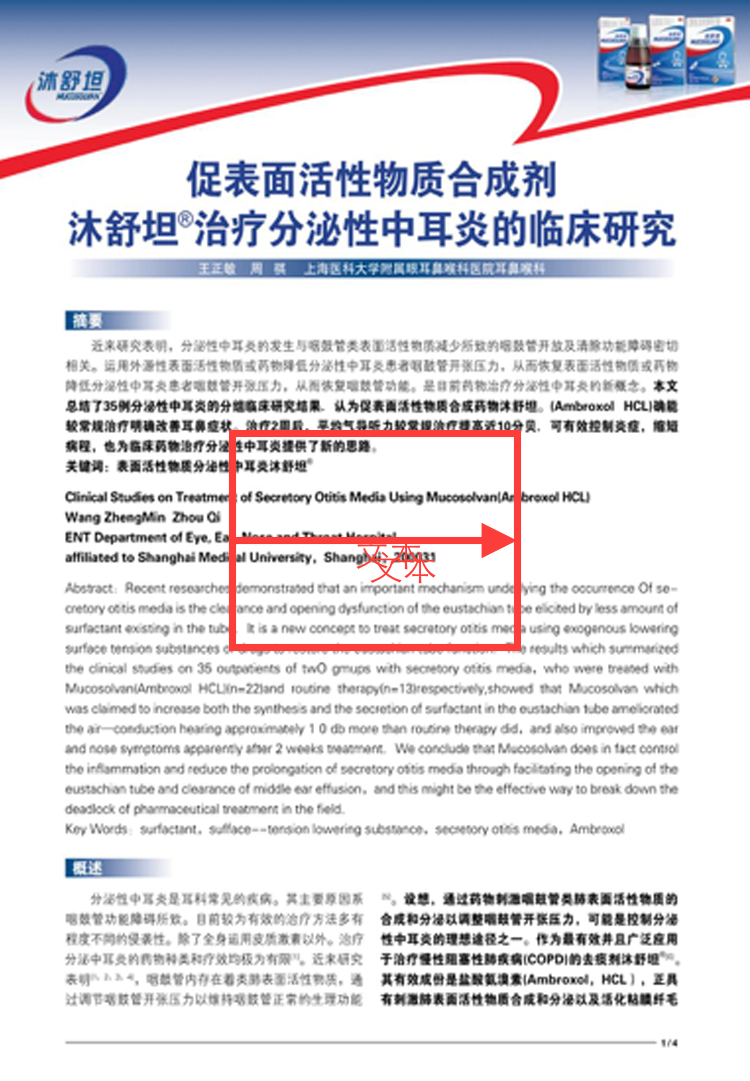 沐舒坦
MUCOSOLVAN
促表面活性物质合成剂
沐舒坦®治疗分泌性中耳炎的临床研究
王正敏 周祺 上海医科大学附属眼耳鼻喉科医院耳鼻喉科
摘要
近来研究表明，分泌性中耳炎的发生与咽鼓管类表面活性物质减少所致的咽鼓管开放及清除功能障碍密切
相关。运用外源性表面活性物质或药物降低分泌性中耳炎患者咽鼓管开张压力，从而恢复表面活性物质或药物
降低分泌性中耳炎患者咽鼓管开张压力，从而恢复咽鼓管功能。是目前药物治疗分泌性中耳炎的新概念。本文
总结了35例分泌性中耳炎的分组临床研究结果．认为促表面活性物质合成药物沐舒坦。(Ambroxol HCL)确能
较常规治疗明确改善耳鼻症状。治疗2周后，平均气导听力较常规治疗提高近10分贝．可有效控制炎症，缩短
病程，也为临床药物治疗分泌性中耳炎提供了新的思路。
关键词：表面活性物质分泌性中耳炎沐舒坦®
Clinical Studies on Treatment of Secretory Otitis Media Using Mucosolvan(Ambroxol HCL)
Wang ZhengMin Zhou Qi
ENT Department of Eye, Ear, Nose and Throat Hospital
affiliated to Shanghai Medical University，Shanghai，200031
文本
文本
Abstract：Recent researches demonstrated that an important mechanism underlying the occurrence Of se-
cretory otitis media is the clearance and opening dysfunction of the eustachian tube elicited by less amount of
surfactant existing in the tube．It is a new concept to treat secretory otitis media using exogenous lowering
surface tension substances or drugs to restore the eustachian tube function．The results which summarized
the clinical studies on 35 outpatients of twO gmups with secretory otitis media，who were treated with
Mucosolvan(Ambroxol HCL)(n=22)and routine therapy(n=13)respectively,showed that Mucosolvan which
was claimed to increase both the synthesis and the secretion of surfactant in the eustachian tube ameliorated
the air—conduction hearing approximately 1 0 db more than routine therapy did，and also improved the ear
and nose symptoms apparently after 2 weeks treatment．We conclude that Mucosolvan does in fact control
the inflammation and reduce the prolongation of secretory otitis media through facilitating the opening of the
eustachian tube and clearance of middle ear effusion，and this might be the effective way to break down the
deadlock of pharmaceutical treatment in the field.
Key Words：surfactant，sufface--tension lowering substance，secretory otitis media，Ambroxol
概述
分泌性中耳炎是耳科常见的疾病。其主要原因系
咽鼓管功能障碍所致。目前较为有效的治疗方法多有
程度不同的侵袭性。除了全身运用皮质激素以外。治疗
分泌中耳炎的药物种类和疗效均极为有限[1]。近来研究
表明[1, 2, 3, 4]，咽鼓管内存在着类肺表面活性物质，通
过调节咽鼓管开张压力以维持咽鼓管正常的生理功能
[5]。设想，通过药物刺激咽鼓管类肺表面活性物质的
合成和分泌以调整咽鼓管开张压力，可能是控制分泌
性中耳炎的理想途径之一。作为最有效并且广泛应用
于治疗慢性阻塞性肺疾病(COPD)的去痰剂沐舒坦®[6]。
其有效成份是盐酸氨溴索(Ambroxol，HCL )，正具
有刺激肺表面活性物质合成和分泌以及活化粘膜纤毛
1/4